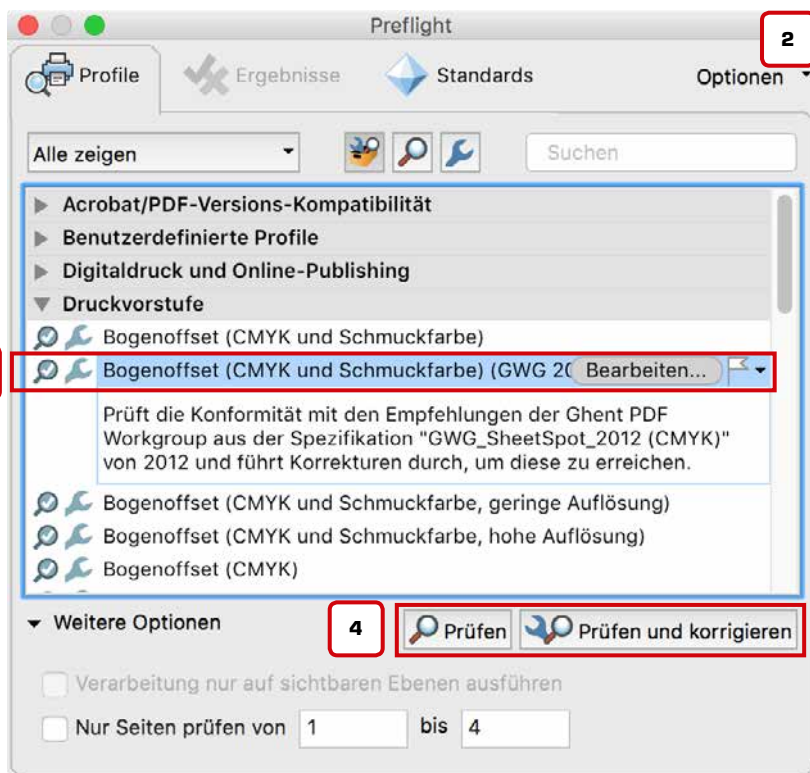 Preflight
2
Profile Ergebnisse Standards Optionen
Alle zeigen Suchen
Acrobat/PDF-Versions-Kompatibilität
Benutzerdefinierte Profile
Digitaldruck und Online-Publishing
Druckvorstufe
Bogenoffset (CMYK und Schmuckfarbe)
Bogenoffset (CMYK und Schmuckfarbe) (GWG Bearbeiten...
Prüft die Konformität mit den Empfehlungen der Ghent PDF
Workgroup aus der Spezifikation "GWG_SheetSpot_2012 (CMYK)"
von 2012 und führt Korrekturen durch, um diese zu erreichen.
Bogenoffset (CMYK und Schmuckfarbe, geringe Auflösung)
Bogenoffset (CMYK und Schmuckfarbe, hohe Auflösung)
Bogenoffset (CMYK)
Weitere Optionen 4 Prüfen Prüfen und korrigieren
Verarbeitung nur auf sichtbaren Ebenen ausführen
Nur Seiten prüfen von 1 bis 4